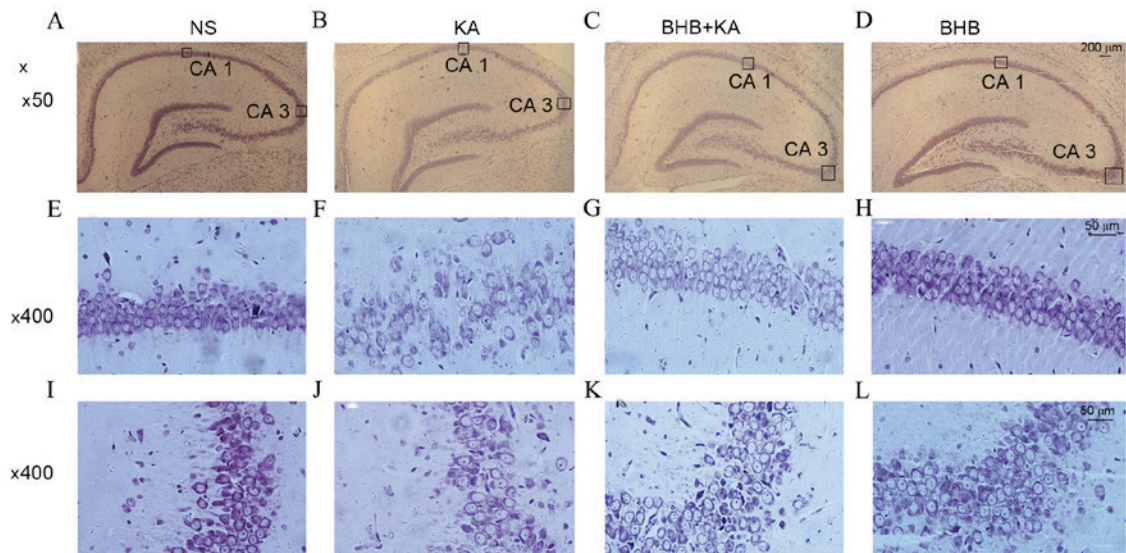 A NS B KA C BHB+KA D BHB
200 μm
x
CA 1 CA 1 CA 1 CA 1
x50
CA 3 CA 3 CA 3 CA 3
E F G H
50 μm
x400
I J K L
50 μm
x400